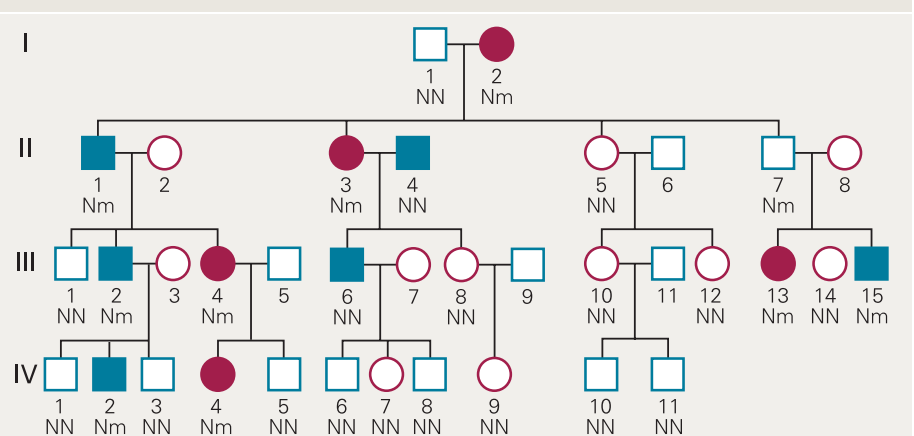 I
1 2
NN Nm
II
1 2 3 4 5 6 7 8
Nm Nm NN NN Nm
III
1 2 3 4 5 6 7 8 9 10 11 12 13 14 15
NN Nm Nm NN NN NN NN Nm NN Nm
IV
1 2 3 4 5 6 7 8 9 10 11
NN Nm NN Nm NN NN NN NN NN NN NN